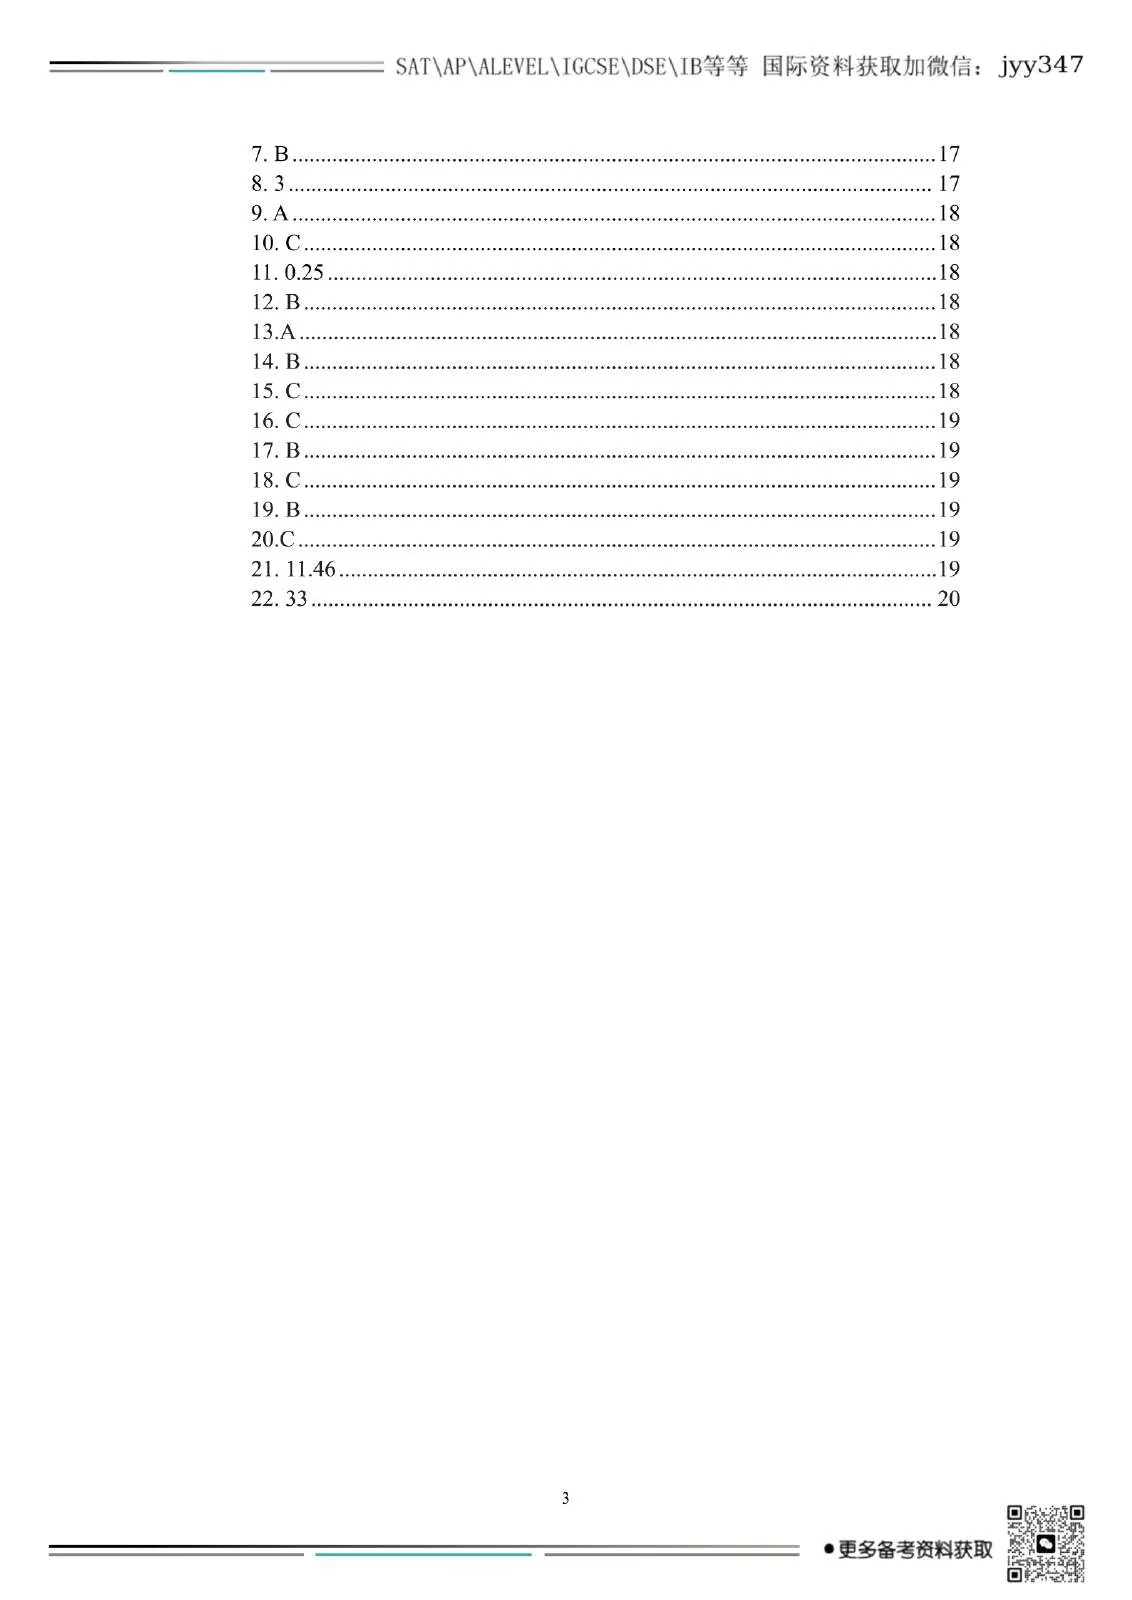 SAT\AP\ALEVEL\IGCSE\DSE\IB等等 国际资料获取加微信：jyy347
7. B 17
8. 3 17
9. A 18
10. C 18
11. 0.25 18
12. B 18
13.A 18
14. B 18
15. C 18
16. C 19
17. B 19
18. C 19
19. B 19
20.C 19
21. 11.46 19
22. 33 20
3
●更多备考资料获取